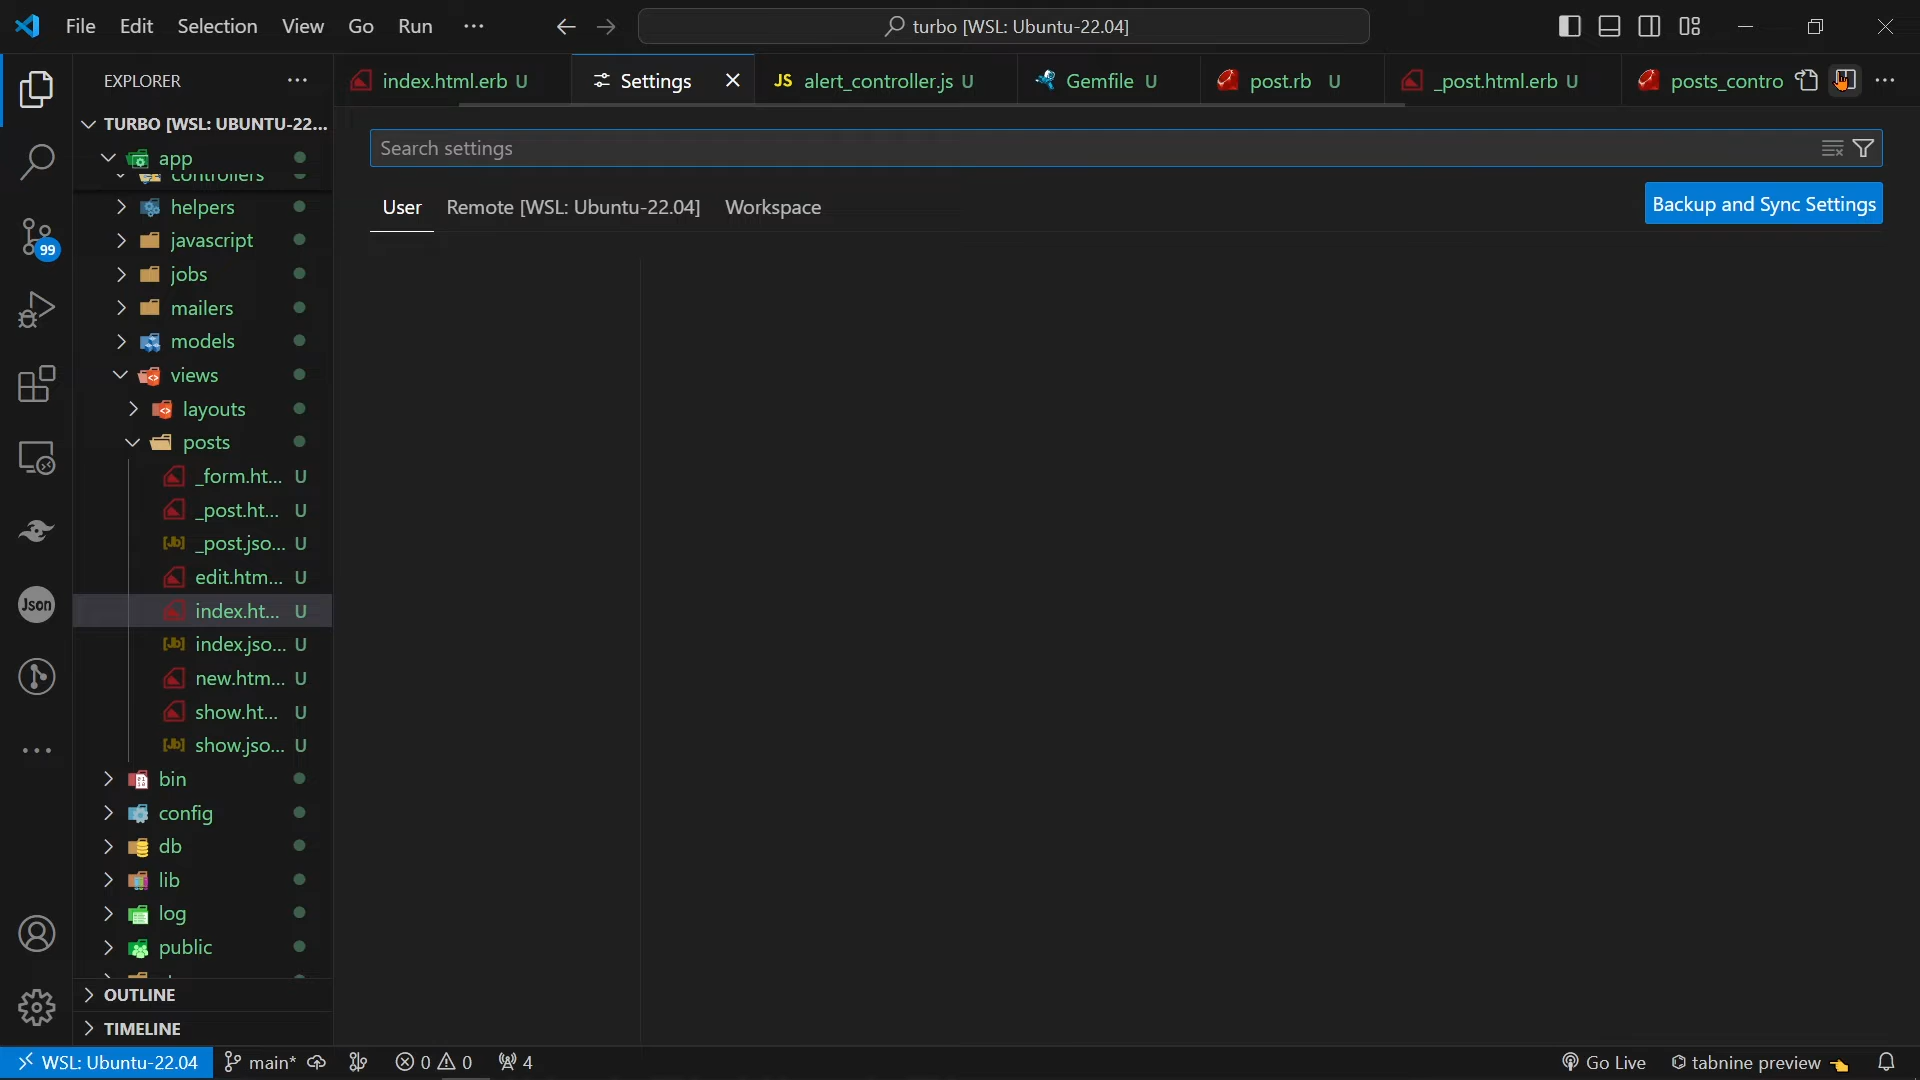 File Edit Selection View Go Run ··· turbo [WSL: Ubuntu-22.04]
EXPLORER ··· index.html.erb U Settings JS alert_controller.js U Gemfile U post.rb U _post.html.erb U posts_contro
TURBO [WSL: UBUNTU-22...
app
controllers
helpers
javascript
jobs
mailers
models
views
layouts
posts
_form.ht... U
_post.ht... U
[Jb] _post.jso... U
edit.htm... U
index.ht... U
[Jb] index.jso... U
new.htm... U
show.ht... U
[Jb] show.jso... U
bin
config
db
lib
log
public
OUTLINE
TIMELINE
99
Json
Search settings
User Remote [WSL: Ubuntu-22.04] Workspace Backup and Sync Settings
WSL: Ubuntu-22.04 main* 0 0 4 Go Live tabnine preview